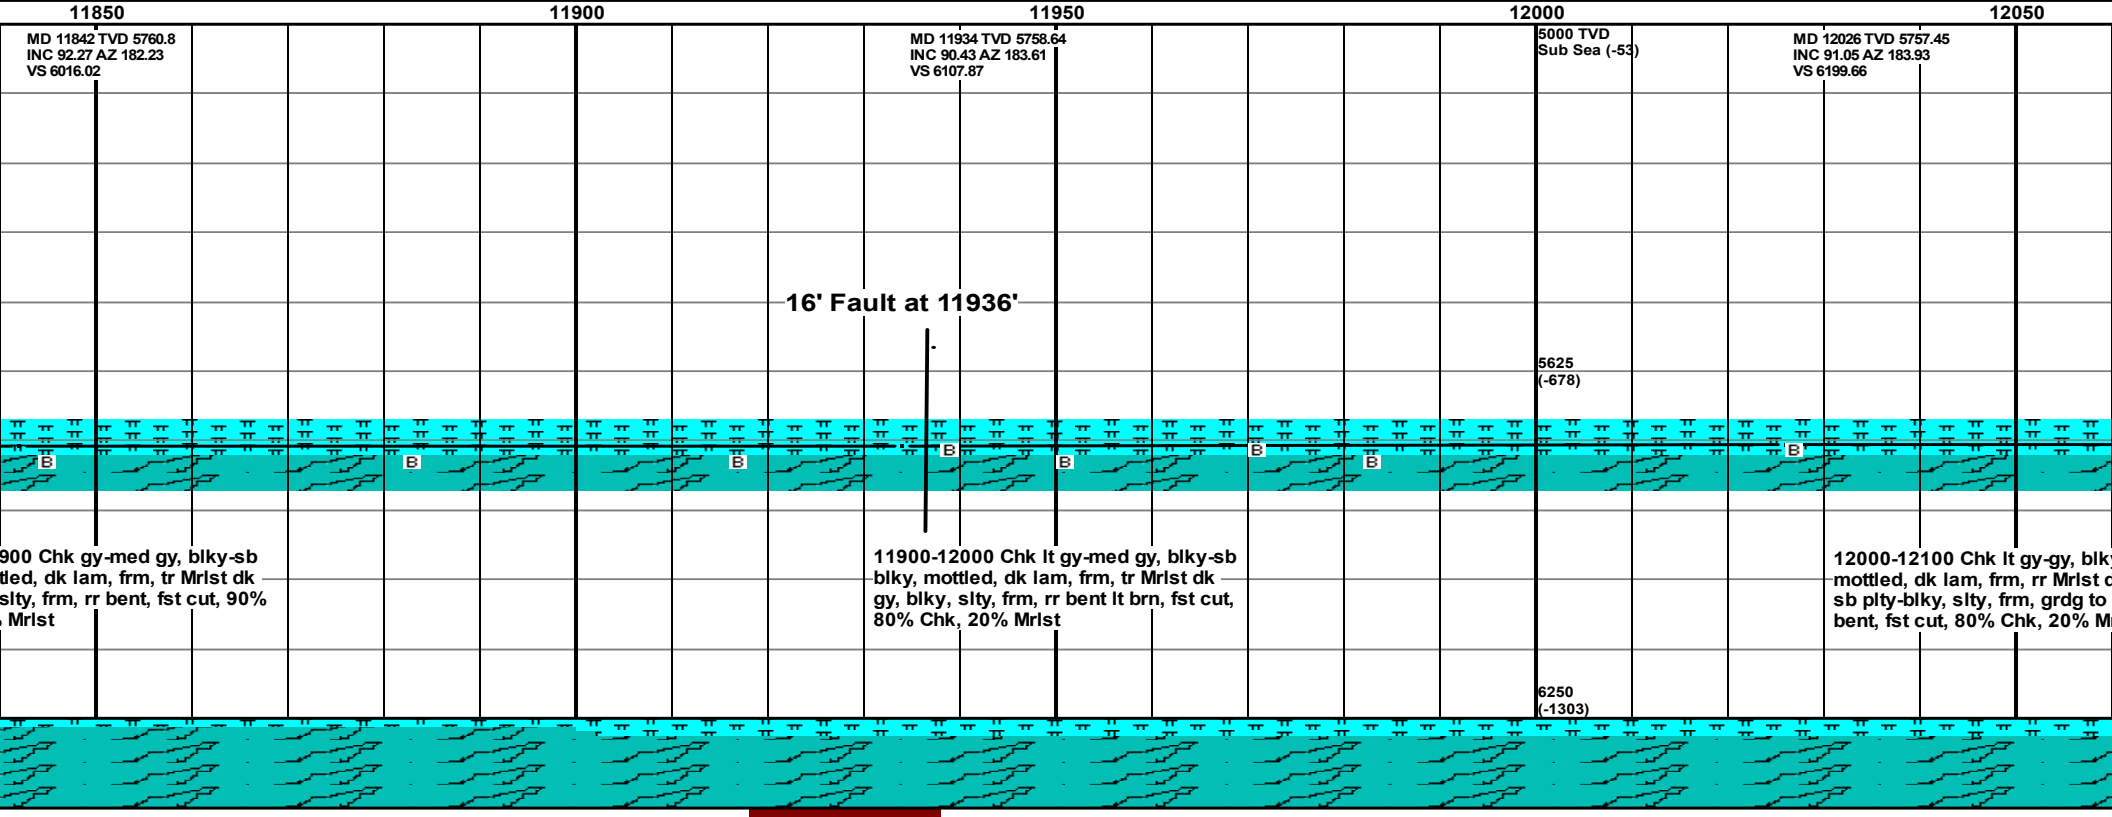 11850 11900 11950 12000 12050
MD 11842 TVD 5760.8
INC 92.27 AZ 182.23
VS 6016.02
MD 11934 TVD 5758.64
INC 90.43 AZ 183.61
VS 6107.87
5000 TVD
Sub Sea (-53)
MD 12026 TVD 5757.45
INC 91.05 AZ 183.93
VS 6199.66
16' Fault at 11936'
5625
(-678)
B B B B B B B B
900 Chk gy-med gy, blky-sb
tled, dk lam, frm, tr Mrlst dk
slty, frm, rr bent, fst cut, 90%
Mrlst
11900-12000 Chk lt gy-med gy, blky-sb
blky, mottled, dk lam, frm, tr Mrlst dk
gy, blky, slty, frm, rr bent lt brn, fst cut,
80% Chk, 20% Mrlst
12000-12100 Chk lt gy-gy, blky
mottled, dk lam, frm, rr Mrlst d
sb plty-blky, slty, frm, grdg to
bent, fst cut, 80% Chk, 20% M
6250
(-1303)